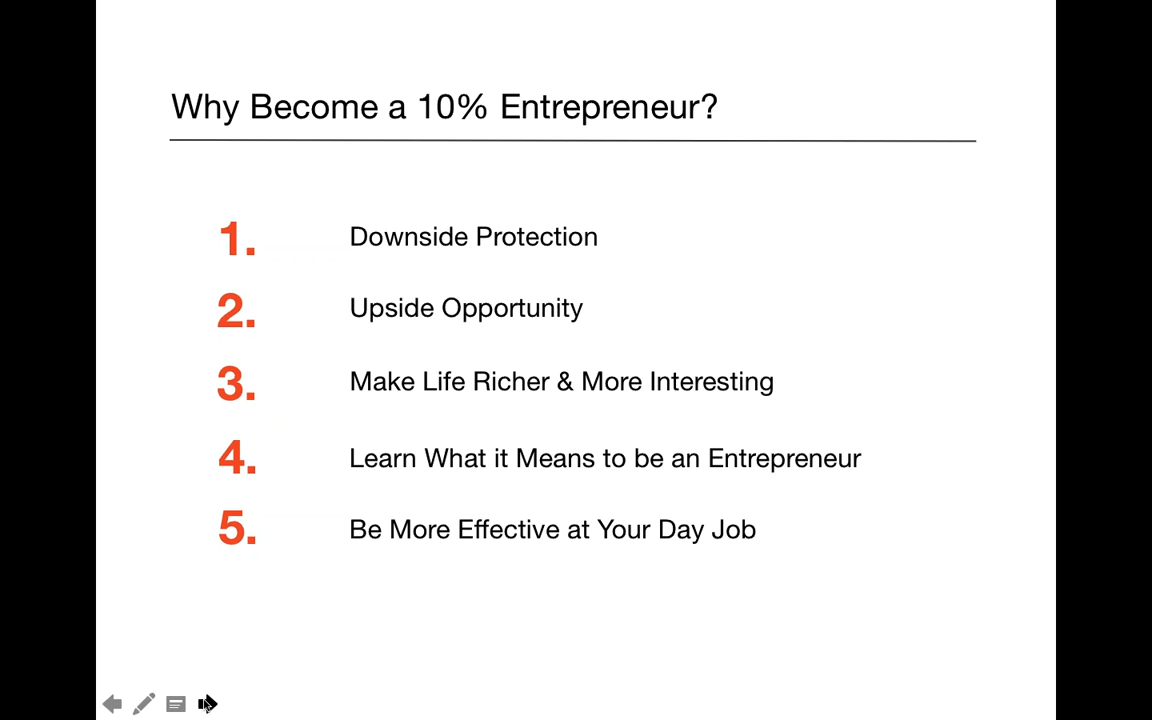 Why Become a 10% Entrepreneur?
1. Downside Protection
2. Upside Opportunity
3. Make Life Richer & More Interesting
4. Learn What it Means to be an Entrepreneur
5. Be More Effective at Your Day Job